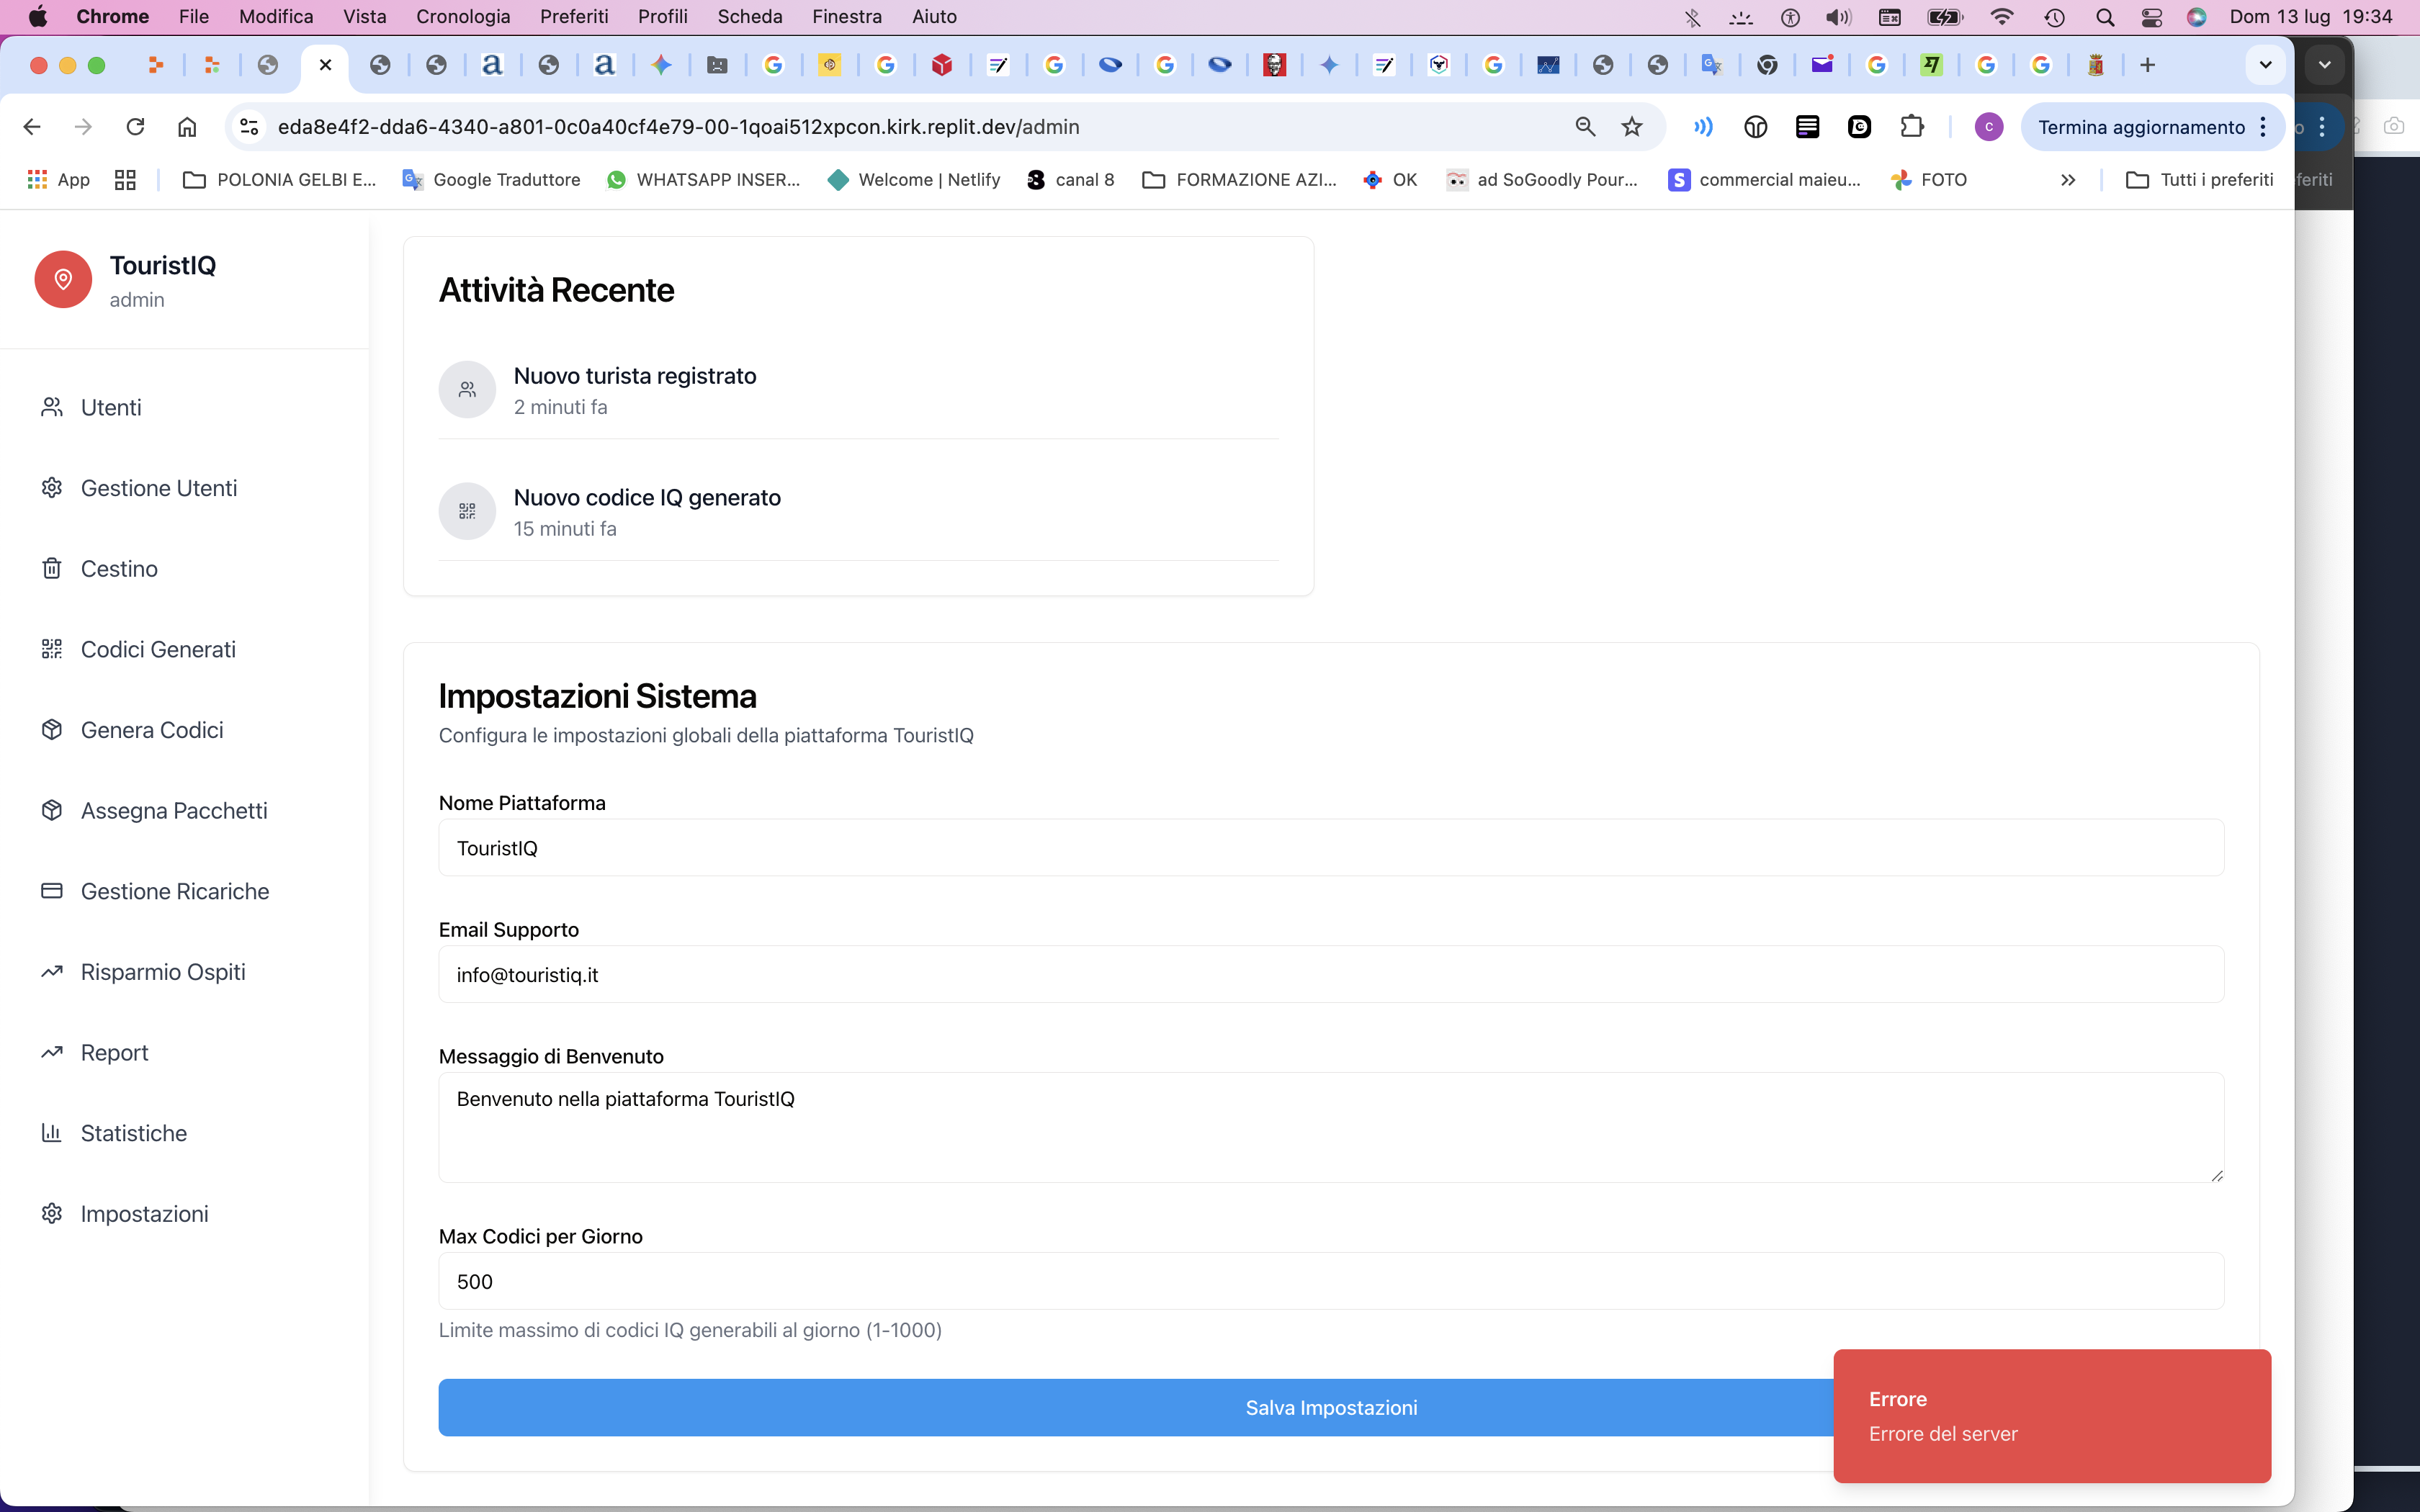 Chrome File Modifica Vista Cronologia Preferiti Profili Scheda Finestra Aiuto Dom 13 lug 19:34
eda8e4f2-dda6-4340-a801-0c0a40cf4e79-00-1qoai512xpcon.kirk.replit.dev/admin
Termina aggiornamento
App POLONIA GELBI E... Google Traduttore WHATSAPP INSER... Welcome | Netlify canal 8 FORMAZIONE AZI... OK ad SoGoodly Pour... commercial maieu... FOTO Tutti i preferiti feriti
TouristIQ
admin
Utenti
Gestione Utenti
Cestino
Codici Generati
Genera Codici
Assegna Pacchetti
Gestione Ricariche
Risparmio Ospiti
Report
Statistiche
Impostazioni
Attività Recente
Nuovo turista registrato
2 minuti fa
Nuovo codice IQ generato
15 minuti fa
Impostazioni Sistema
Configura le impostazioni globali della piattaforma TouristIQ
Nome Piattaforma
TouristIQ
Email Supporto
info@touristiq.it
Messaggio di Benvenuto
Benvenuto nella piattaforma TouristIQ
Max Codici per Giorno
500
Limite massimo di codici IQ generabili al giorno (1-1000)
Salva Impostazioni
Errore
Errore del server